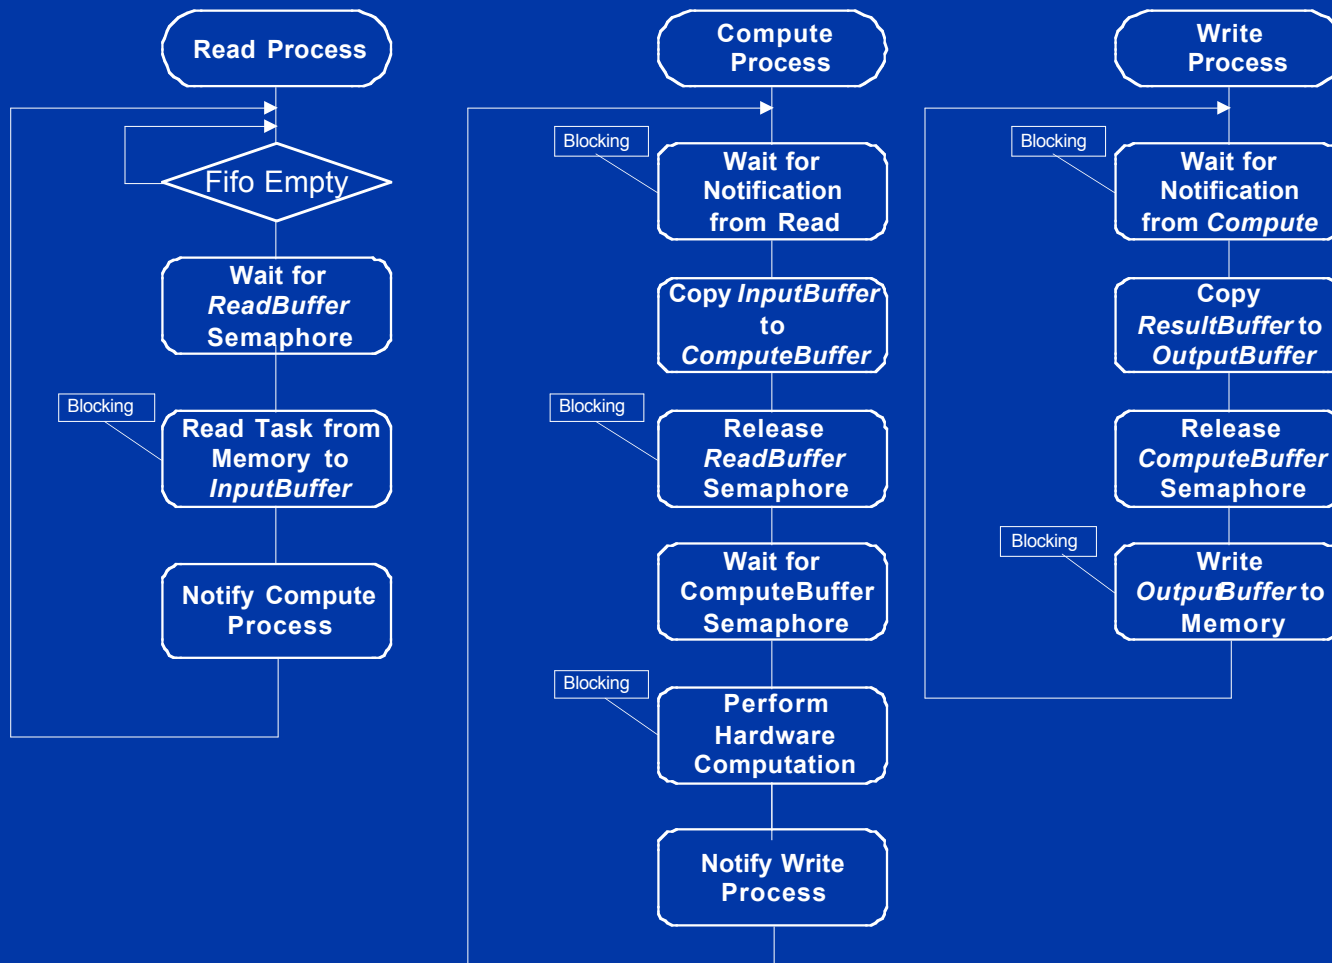 Read Process
Fifo Empty
Wait for
ReadBuffer
Semaphore
Blocking
Read Task from
Memory to
InputBuffer
Notify Compute
Process
Compute
Process
Blocking
Wait for
Notification
from Read
Copy InputBuffer
to
ComputeBuffer
Blocking
Release
ReadBuffer
Semaphore
Wait for
ComputeBuffer
Semaphore
Blocking
Perform
Hardware
Computation
Notify Write
Process
Write
Process
Blocking
Wait for
Notification
from Compute
Copy
ResultBuffer to
OutputBuffer
Release
ComputeBuffer
Semaphore
Blocking
Write
OutputBuffer to
Memory